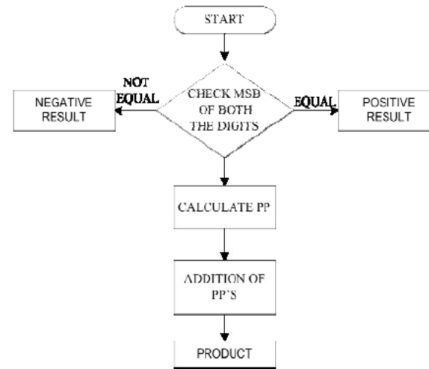 START
NOT
EQUAL
CHECK MSB
OF BOTH
THE DIGITS
EQUAL
NEGATIVE
RESULT
POSITIVE
RESULT
CALCULATE PP
ADDITION OF
PP'S
PRODUCT